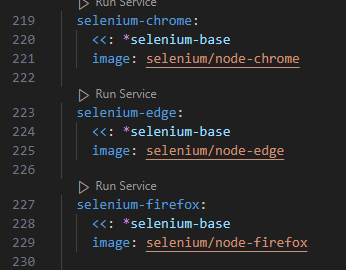 Run Service
219 selenium-chrome:
220 <<: *selenium-base
221 image: selenium/node-chrome
222
Run Service
223 selenium-edge:
224 <<: *selenium-base
225 image: selenium/node-edge
226
Run Service
227 selenium-firefox:
228 <<: *selenium-base
229 image: selenium/node-firefox
230